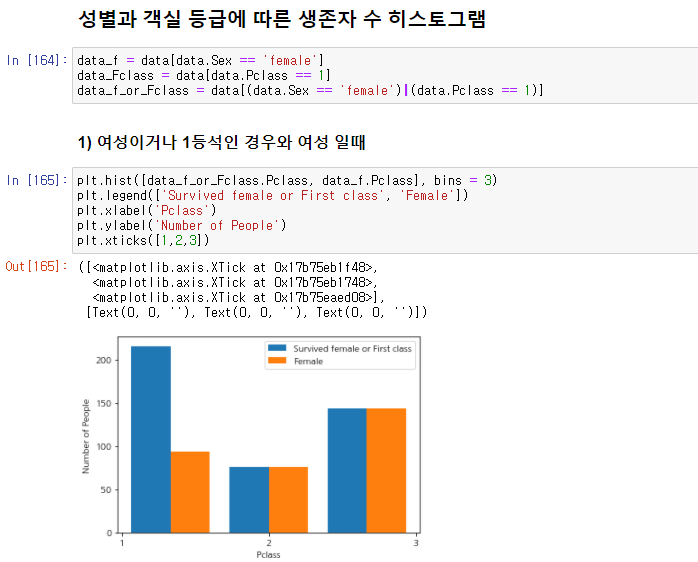 성별과 객실 등급에 따른 생존자 수 히스토그램
In [164]: data_f = data[data.Sex == 'female']
data_Fclass = data[data.Pclass == 1]
data_f_or_Fclass = data[(data.Sex == 'female')|(data.Pclass == 1)]
1) 여성이거나 1등석인 경우와 여성 일때
In [165]: plt.hist([data_f_or_Fclass.Pclass, data_f.Pclass], bins = 3)
plt.legend(['Survived female or First class', 'Female'])
plt.xlabel('Pclass')
plt.ylabel('Number of People')
plt.xticks([1,2,3])
Out[165]: ([<matplotlib.axis.XTick at 0x17b75eb1f48>,
<matplotlib.axis.XTick at 0x17b75eb1748>,
<matplotlib.axis.XTick at 0x17b75eaed08>],
[Text(0, 0, ''), Text(0, 0, ''), Text(0, 0, '')])
Survived female or First class
Female
200
150
100
50
0
Number of People
1 2 3
Pclass